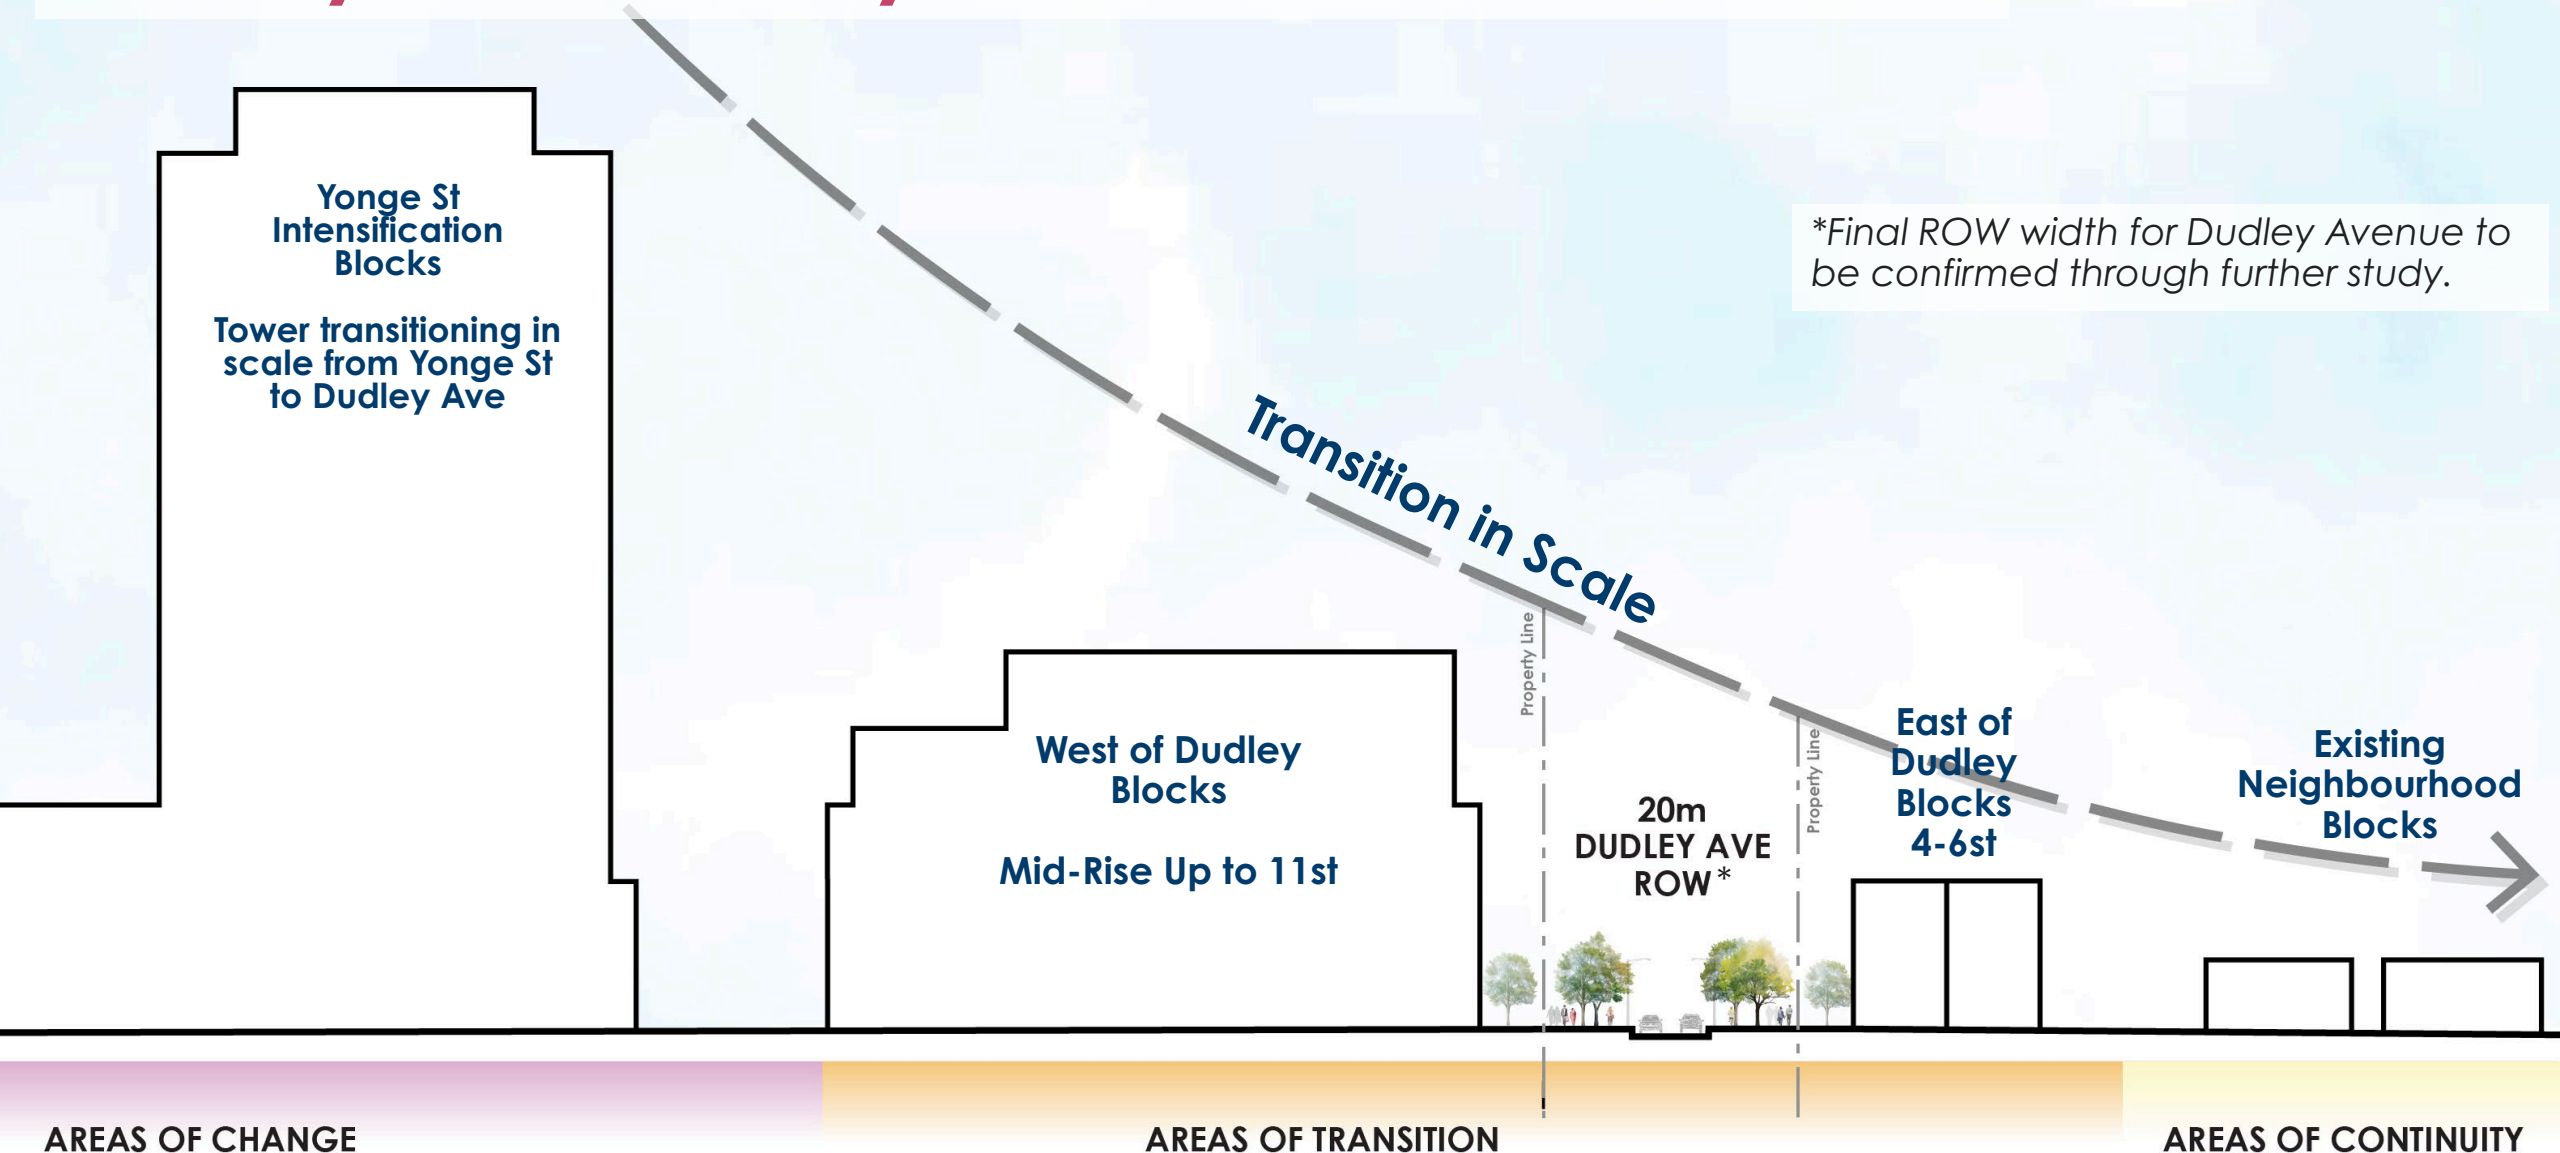 Yonge St
Intensification
Blocks
Tower transitioning in
scale from Yonge St
to Dudley Ave
*Final ROW width for Dudley Avenue to
be confirmed through further study.
Transition in Scale
Property Line
West of Dudley
Blocks
Mid-Rise Up to 11st
20m
DUDLEY AVE
ROW*
Property Line
East of
Dudley
Blocks
4-6st
Existing
Neighbourhood
Blocks
AREAS OF CHANGE
AREAS OF TRANSITION
AREAS OF CONTINUITY